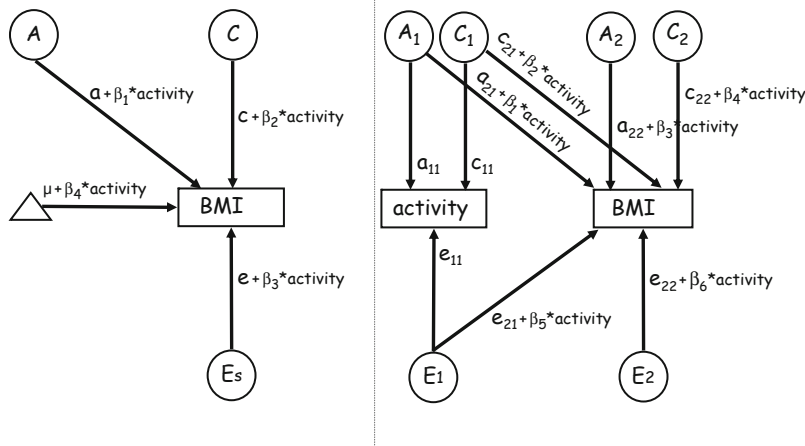 A
C
a+β₁*activity
c+β₂*activity
μ+β₄*activity
BMI
e+β₃*activity
Es
A₁
C₁
A₂
C₂
c₂₁+β₂*activity
a₂₁+β₁*activity
c₂₂+β₄*activity
a₂₂+β₃*activity
a₁₁
c₁₁
activity
BMI
e₁₁
e₂₂+β₆*activity
e₂₁+β₅*activity
E1
E2